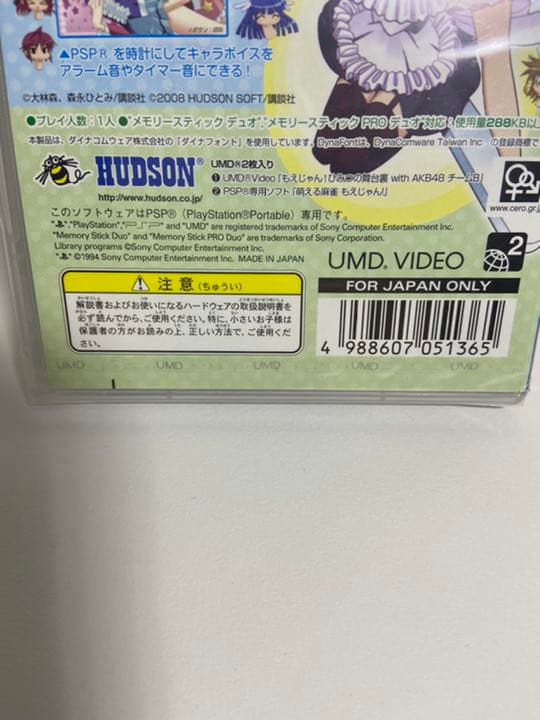 ▲PSP®を時計にしてキャラボイスを
アラーム音やタイマー音にできる!
©大林森、森永ひとみ/講談社 ©2008 HUDSON SOFT/講談社
●プレイ人数:1人 ●"メモリースティック デュオ"、"メモリースティック PRO デュオ"対応:使用量288KB以
本製品は、ダイナコムウェア株式会社の「ダイナフォント」を使用しています。DynaFontは、DynaComware Taiwan Inc の登録商標で
HUDSON®
http://www.hudson.co.jp/
UMD®2枚入り
❶ UMD®Video「もえじゃん!ひみつの舞台裏 with AKB48 チームB」
❷ PSP®専用ソフト「萌える麻雀 もえじゃん!」
www.cero.gr.j
このソフトウェアはPSP®(PlayStation®Portable)専用です。
"PlayStation", "PSP" and "UMD" are registered trademarks of Sony Computer Entertainment Inc.
"Memory Stick Duo" and "Memory Stick PRO Duo" are trademarks of Sony Corporation.
Library programs ©Sony Computer Entertainment Inc.
©1994 Sony Computer Entertainment Inc. MADE IN JAPAN
UMD. VIDEO
2
FOR JAPAN ONLY
注意(ちゅうい)
解説書およびお使いになるハードウェアの取扱説明書を
必ず読んでから、ご使用ください。特に、小さいお子様は
保護者の方がお読みの上、正しい方法で、ご使用くだ
さい。
4 988607 051365
UMD UMD UMD UMD UMD